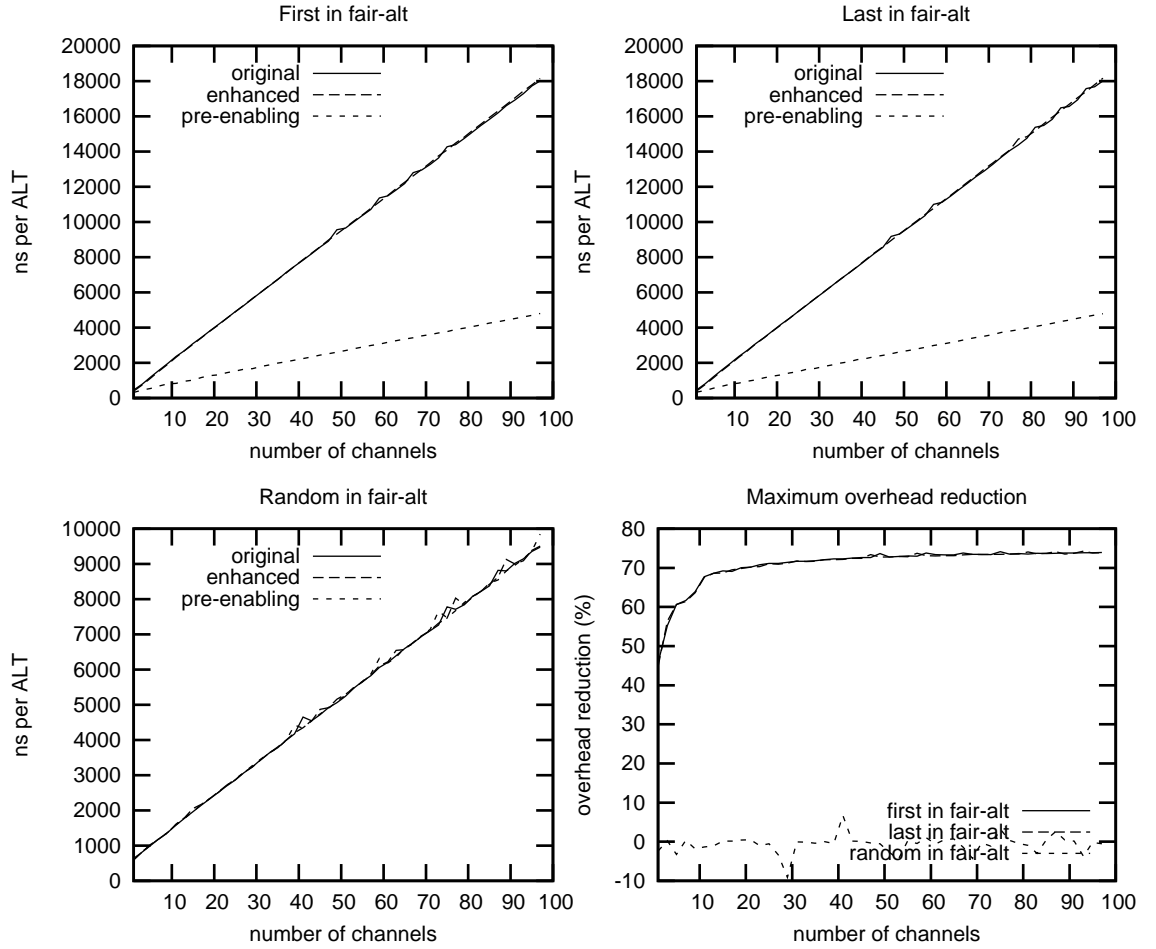 First in fair-alt
20000
18000
16000
14000
12000
10000
8000
6000
4000
2000
0
ns per ALT
original
enhanced
pre-enabling
10 20 30 40 50 60 70 80 90 100
number of channels
Last in fair-alt
20000
18000
16000
14000
12000
10000
8000
6000
4000
2000
0
ns per ALT
original
enhanced
pre-enabling
10 20 30 40 50 60 70 80 90 100
number of channels
Random in fair-alt
10000
9000
8000
7000
6000
5000
4000
3000
2000
1000
0
ns per ALT
original
enhanced
pre-enabling
10 20 30 40 50 60 70 80 90 100
number of channels
Maximum overhead reduction
80
70
60
50
40
30
20
10
0
-10
overhead reduction (%)
first in fair-alt
last in fair-alt
random in fair-alt
10 20 30 40 50 60 70 80 90 100
number of channels